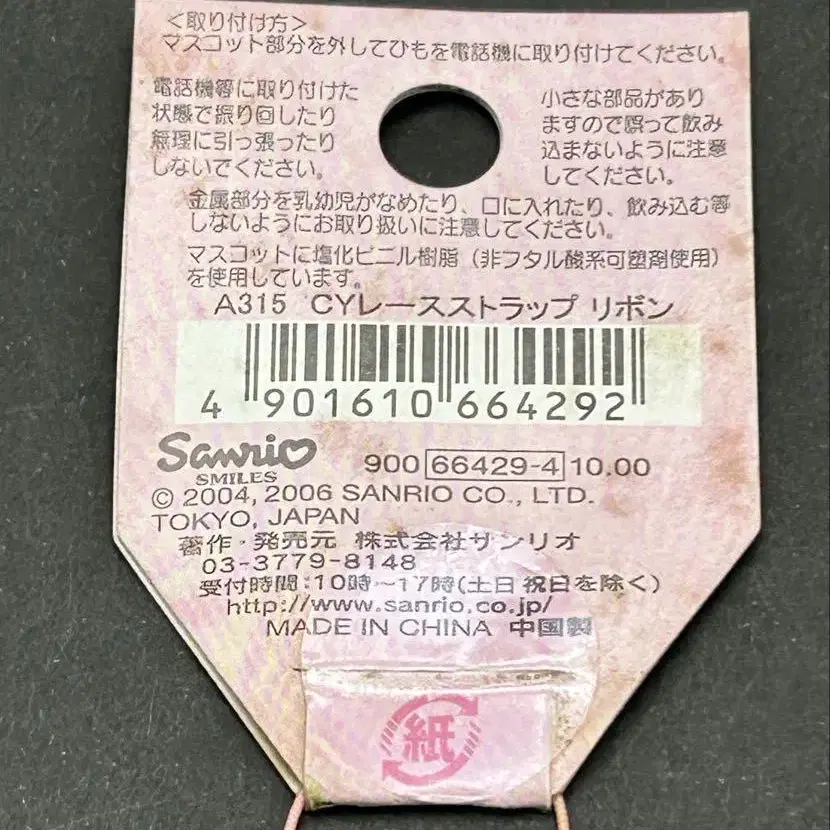 <取り付け方>
マスコット部分を外してひもを電話機に取り付けてください。
電話機等に取り付けた
状態で振り回したり
無理に引っ張ったり
しないでください。
小さな部品があり
ますので誤って飲み
込まないように注意
してください。
金属部分を乳幼児がなめたり、口に入れたり、飲み込む等
しないようにお取り扱いに注意してください。
マスコットに塩化ビニル樹脂(非フタル酸系可塑剤使用)
を使用しています。
A315 CYレースストラップ リボン
4 901610 664292
Sanrio
SMILES
900 66429-4 10.00
© 2004, 2006 SANRIO CO., LTD.
TOKYO, JAPAN
著作・発売元 株式会社サンリオ
03-3779-8148
受付時間:10時〜17時(土日祝日を除く)
http://www.sanrio.co.jp/
MADE IN CHINA 中国製
紙